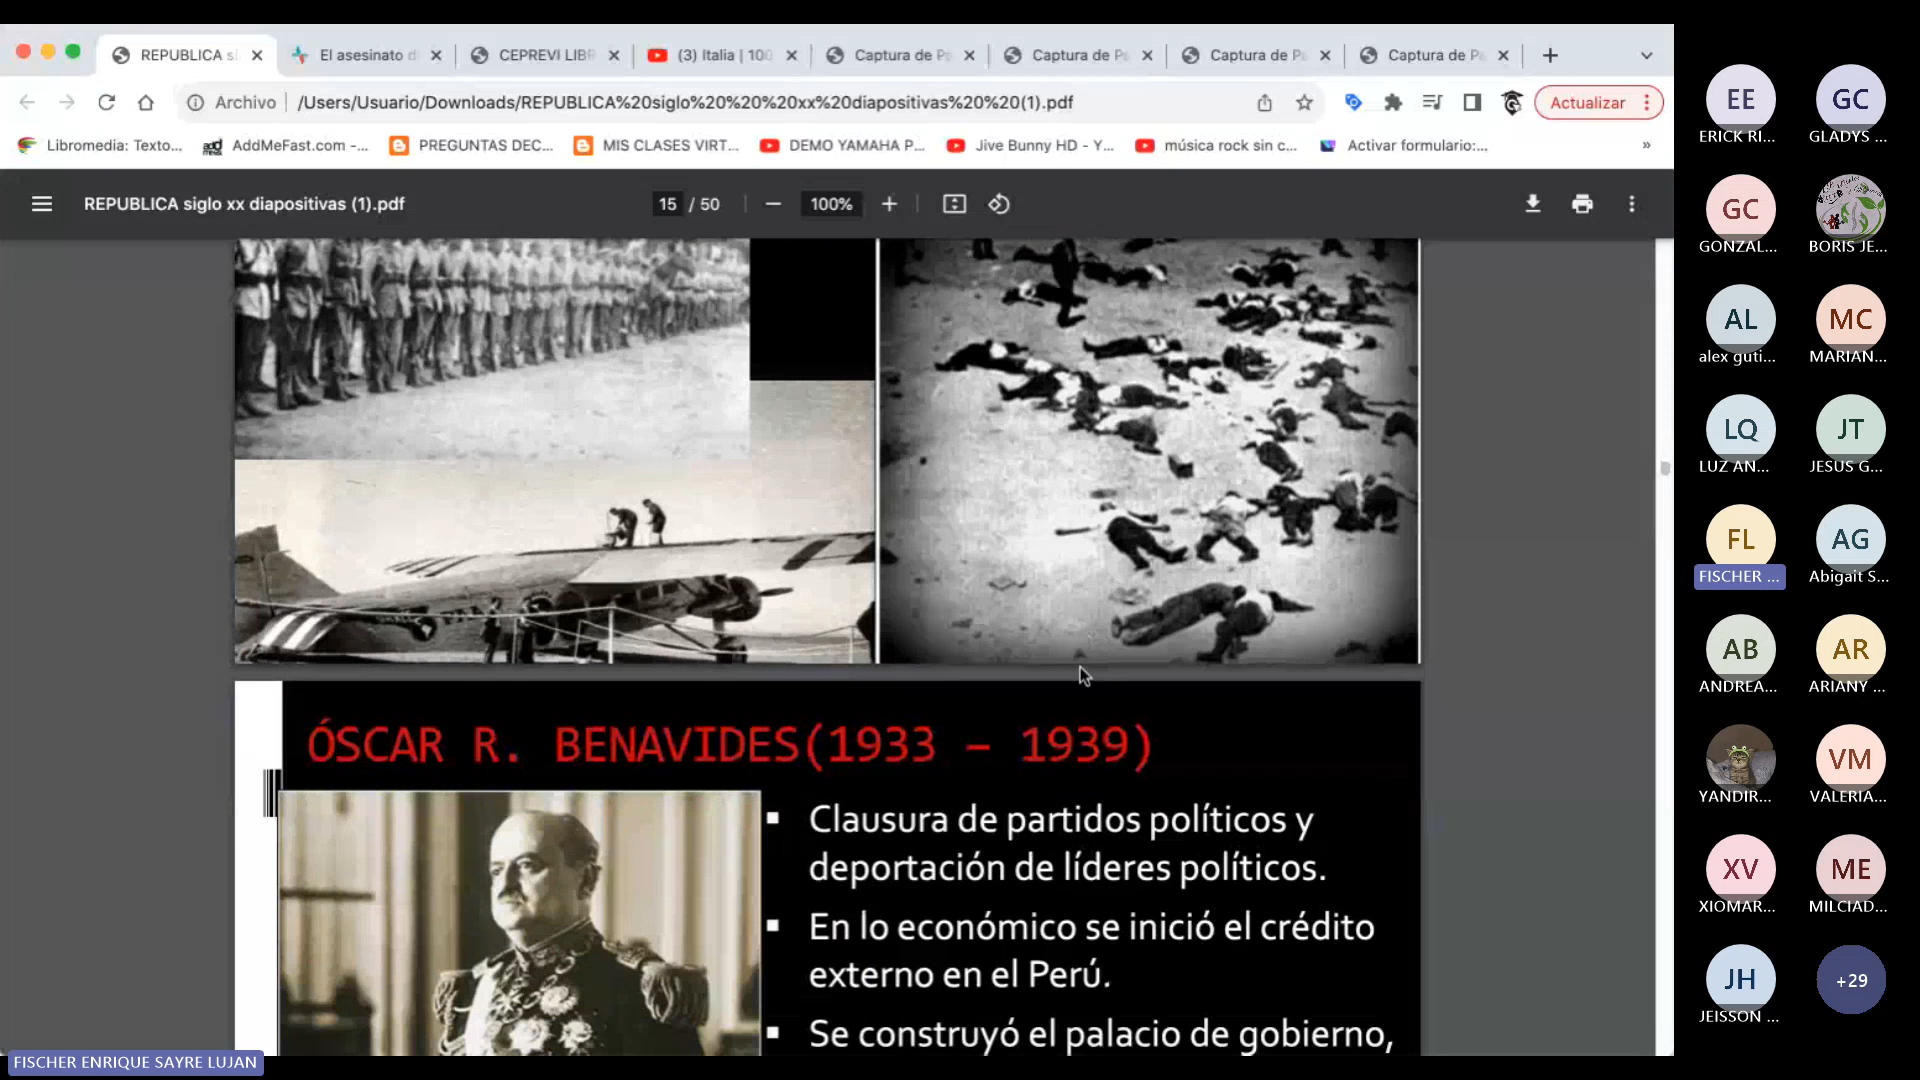 REPUBLICA si
El asesinato d
CEPREVI LIBR
(3) Italia | 100
Captura de Pa
Captura de Pa
Captura de Pa
Captura de Pa
Archivo
/Users/Usuario/Downloads/REPUBLICA%20siglo%20%20%20xx%20diapositivas%20%20(1).pdf
Actualizar
Libromedia: Texto...
AddMeFast.com -...
PREGUNTAS DEC...
MIS CLASES VIRT...
DEMO YAMAHA P...
Jive Bunny HD - Y...
música rock sin c...
Activar formulario:...
»
REPUBLICA siglo xx diapositivas (1).pdf
15 / 50
100%
ÓSCAR R. BENAVIDES(1933 – 1939)
Clausura de partidos políticos y
deportación de líderes políticos.
En lo económico se inició el crédito
externo en el Perú.
Se construyó el palacio de gobierno,
FISCHER ENRIQUE SAYRE LUJAN
EE
ERICK RI...
GC
GLADYS ...
GC
GONZAL...
BORIS JE...
AL
alex guti...
MC
MARIAN...
LQ
LUZ AN...
JT
JESUS G...
FL
FISCHER ...
AG
Abigait S...
AB
ANDREA...
AR
ARIANY ...
YANDIR...
VM
VALERIA...
XV
XIOMAR...
ME
MILCIAD...
JH
JEISSON ...
+29